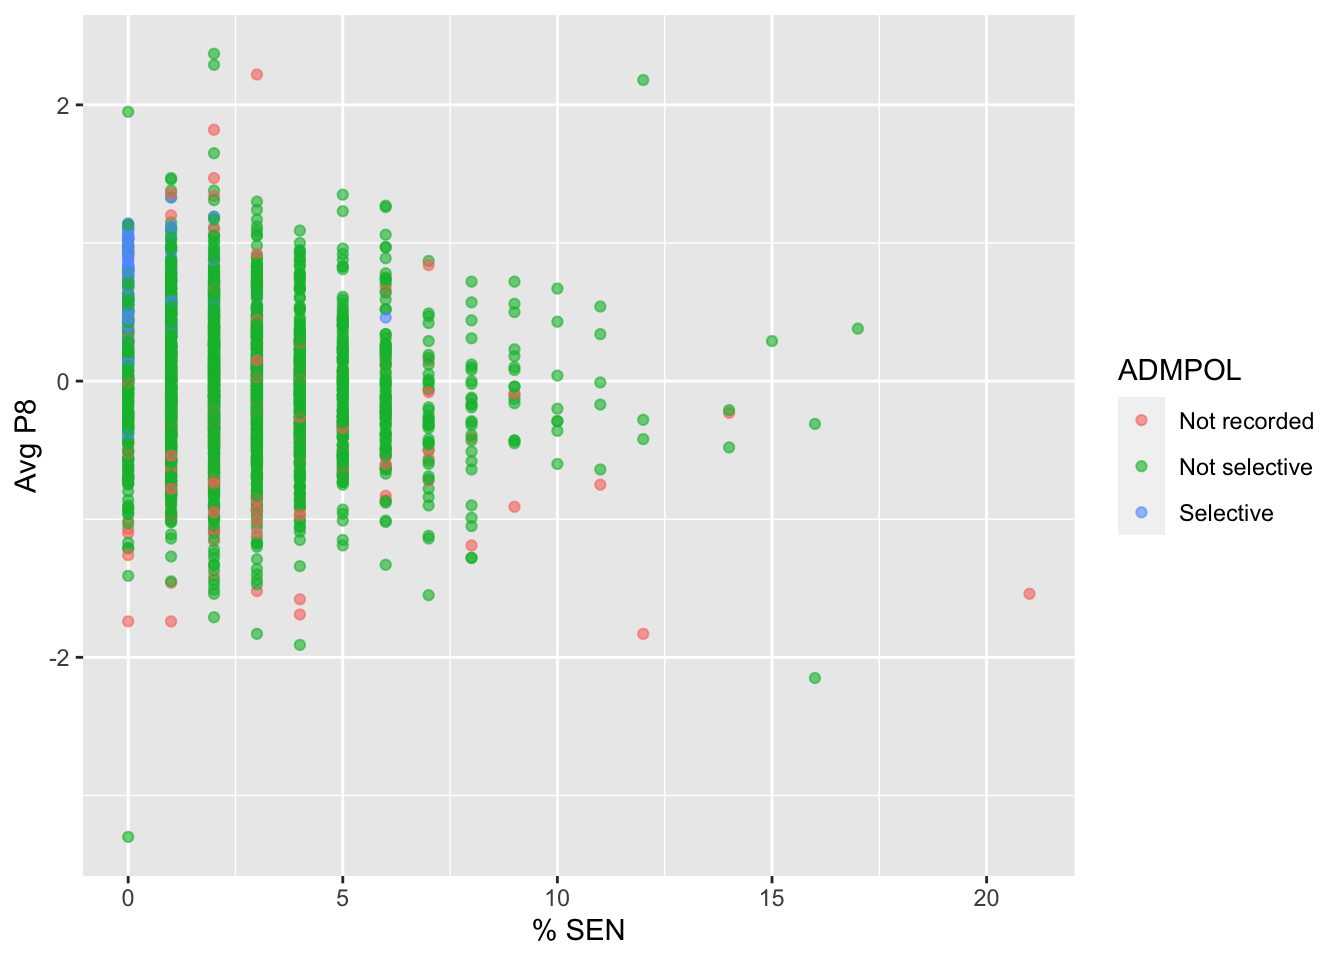 2
0
-2
Avg P8
0 5 10 15 20
% SEN
ADMPOL
Not recorded
Not selective
Selective